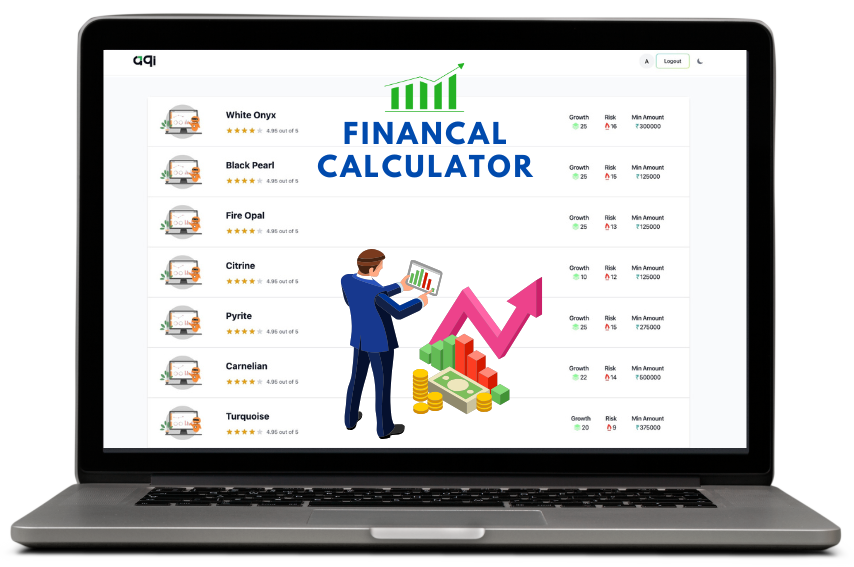 aqi
A Logout
FINANCAL
CALCULATOR
White Onyx
4.95 out of 5
Growth Risk Min Amount
25 16 ₹300000
Black Pearl
4.95 out of 5
Growth Risk Min Amount
25 15 ₹125000
Fire Opal
4.95 out of 5
Growth Risk Min Amount
25 13 ₹125000
Citrine
4.95 out of 5
Growth Risk Min Amount
10 12 ₹125000
Pyrite
4.95 out of 5
Growth Risk Min Amount
25 15 ₹275000
Carnelian
4.95 out of 5
Growth Risk Min Amount
22 14 ₹500000
Turquoise
4.95 out of 5
Growth Risk Min Amount
20 9 ₹375000